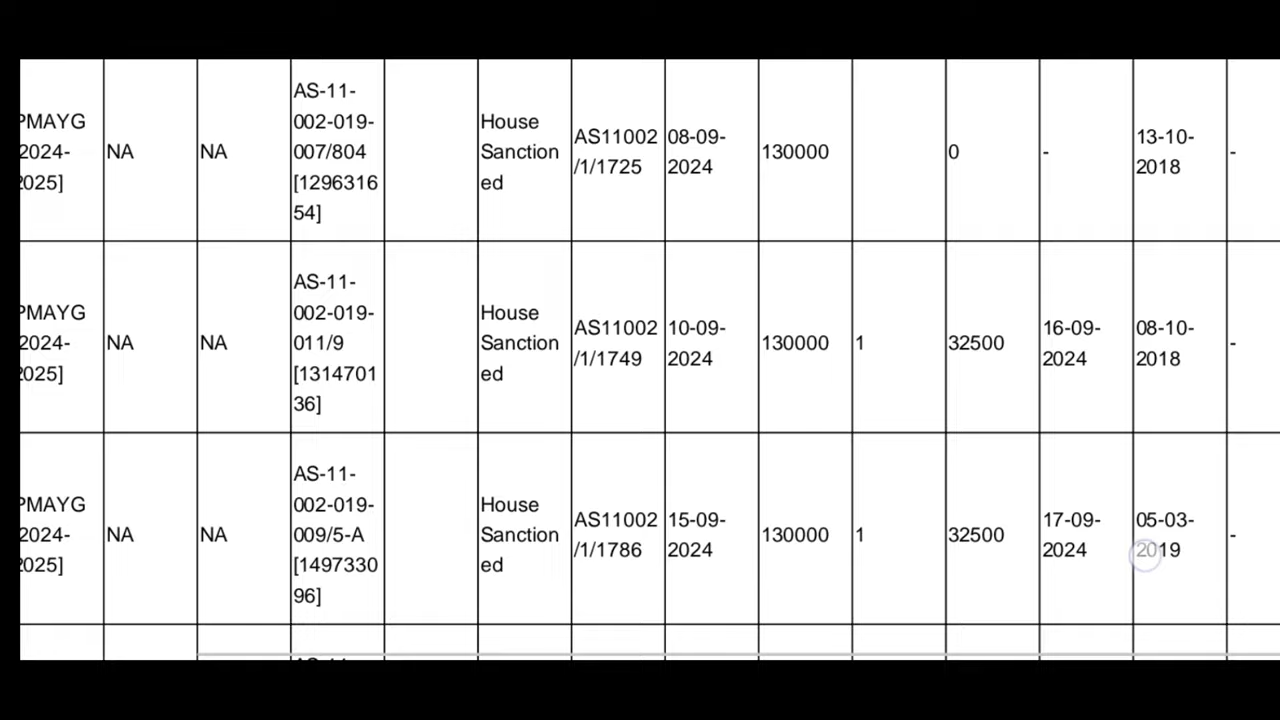 PMAYG
2024-
2025]
NA
NA
AS-11-
002-019-
007/804
[1296316
54]
House
Sanction
ed
AS11002
/1/1725
08-09-
2024
130000
0
-
13-10-
2018
-
PMAYG
2024-
2025]
NA
NA
AS-11-
002-019-
011/9
[1314701
36]
House
Sanction
ed
AS11002
/1/1749
10-09-
2024
130000
1
32500
16-09-
2024
08-10-
2018
-
PMAYG
2024-
2025]
NA
NA
AS-11-
002-019-
009/5-A
[1497330
96]
House
Sanction
ed
AS11002
/1/1786
15-09-
2024
130000
1
32500
17-09-
2024
05-03-
2019
-